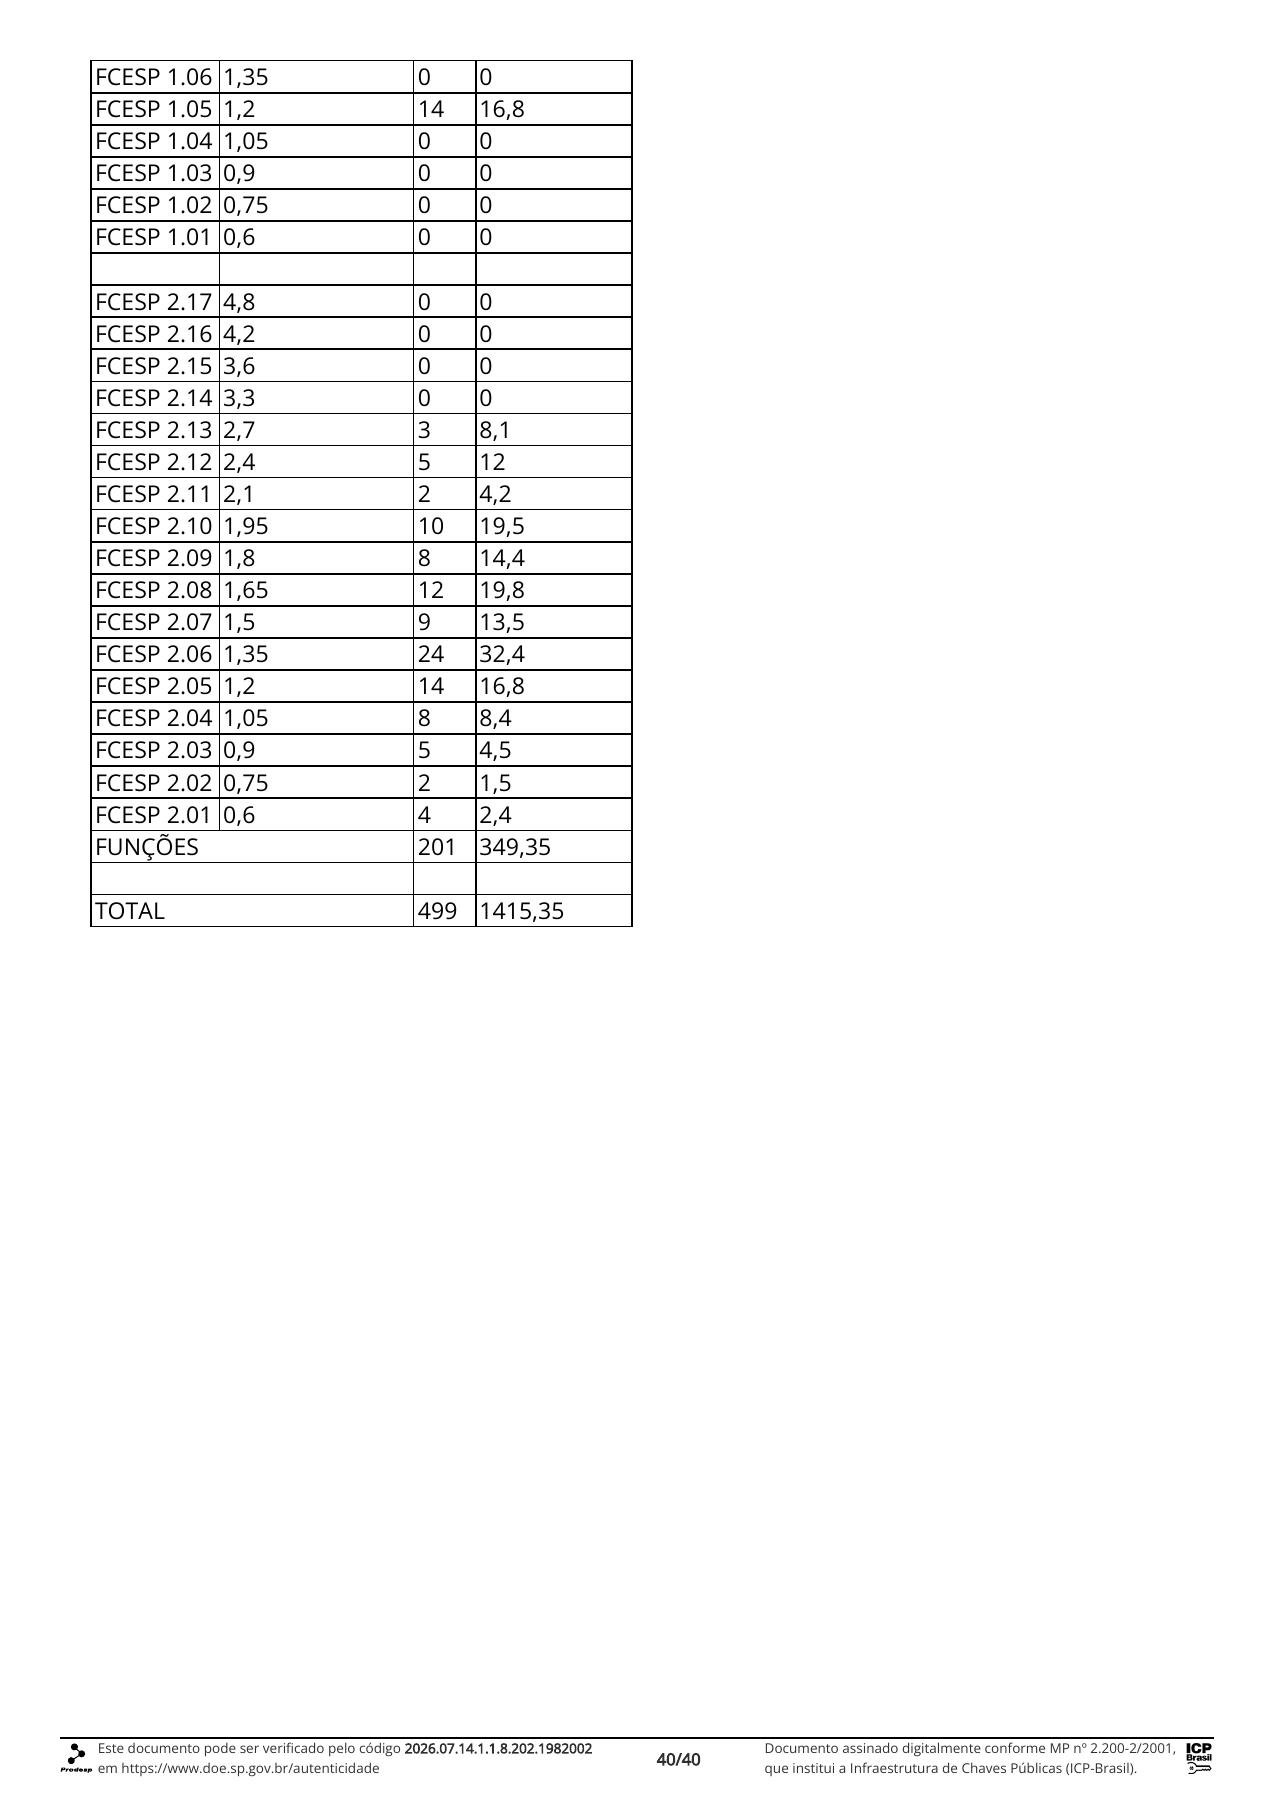 FCESP 1.06 1,35 0 0
FCESP 1.05 1,2 14 16,8
FCESP 1.04 1,05 0 0
FCESP 1.03 0,9 0 0
FCESP 1.02 0,75 0 0
FCESP 1.01 0,6 0 0
FCESP 2.17 4,8 0 0
FCESP 2.16 4,2 0 0
FCESP 2.15 3,6 0 0
FCESP 2.14 3,3 0 0
FCESP 2.13 2,7 3 8,1
FCESP 2.12 2,4 5 12
FCESP 2.11 2,1 2 4,2
FCESP 2.10 1,95 10 19,5
FCESP 2.09 1,8 8 14,4
FCESP 2.08 1,65 12 19,8
FCESP 2.07 1,5 9 13,5
FCESP 2.06 1,35 24 32,4
FCESP 2.05 1,2 14 16,8
FCESP 2.04 1,05 8 8,4
FCESP 2.03 0,9 5 4,5
FCESP 2.02 0,75 2 1,5
FCESP 2.01 0,6 4 2,4
FUNÇÕES 201 349,35
TOTAL 499 1415,35
Prodesp
Este documento pode ser verificado pelo código 2026.07.14.1.1.8.202.1982002
em https://www.doe.sp.gov.br/autenticidade
40/40
Documento assinado digitalmente conforme MP nº 2.200-2/2001,
que institui a Infraestrutura de Chaves Públicas (ICP-Brasil).
ICP
Brasil